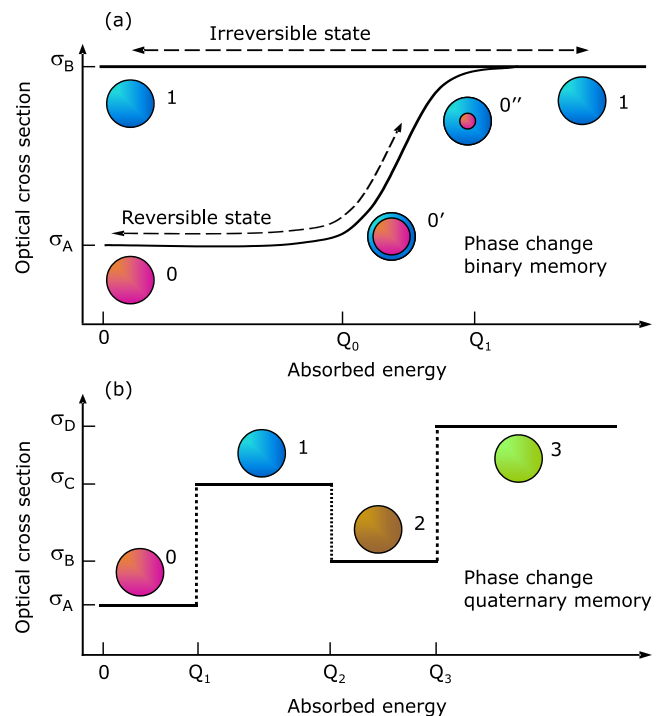 (a)
Irreversible state
σB
1
0′′
1
Optical cross section
Reversible state
0′
σA
0
Phase change
binary memory
0
Q0
Q1
Absorbed energy
(b)
σD
1
3
σC
2
0
σB
Optical cross section
Phase change
quaternary memory
σA
0
Q1
Q2
Q3
Absorbed energy